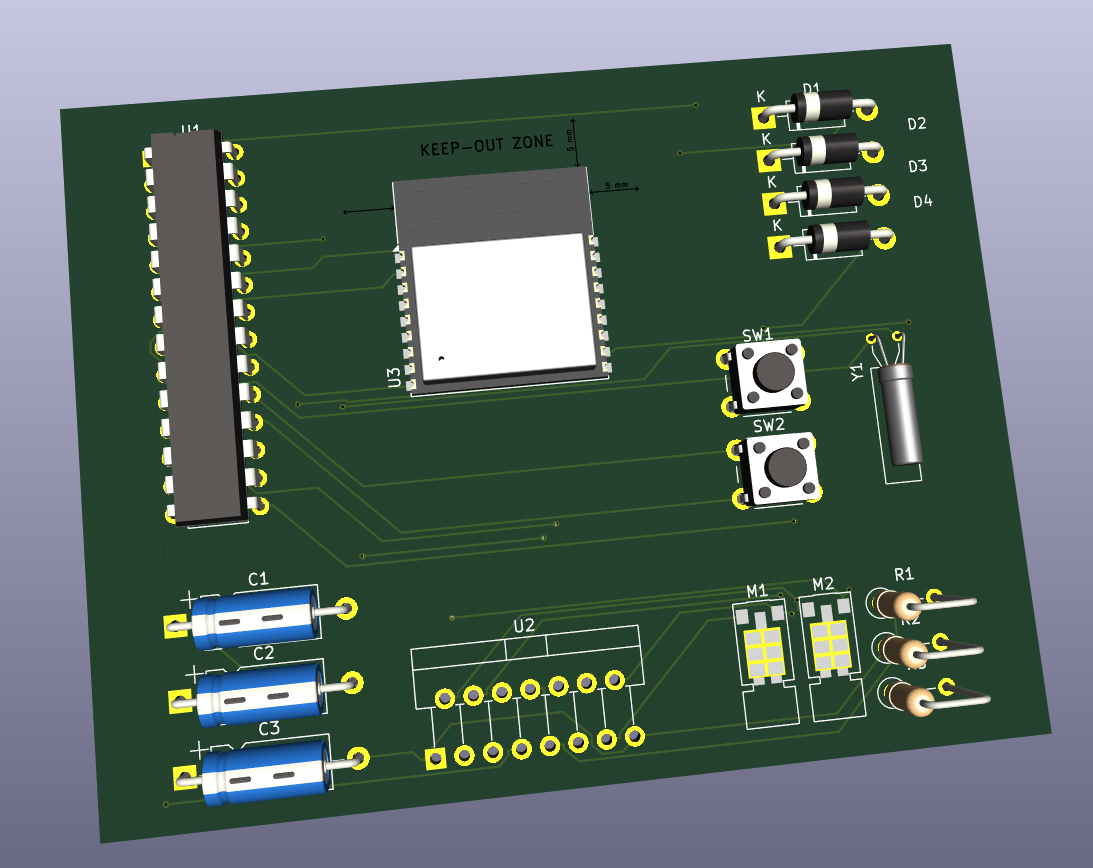 U1
KEEP-OUT ZONE
5 mm
5 mm
U3
K
D1
K
D2
K
D3
K
D4
SW1
Y1
SW2
C1
C2
C3
U2
M1
M2
R1
R2